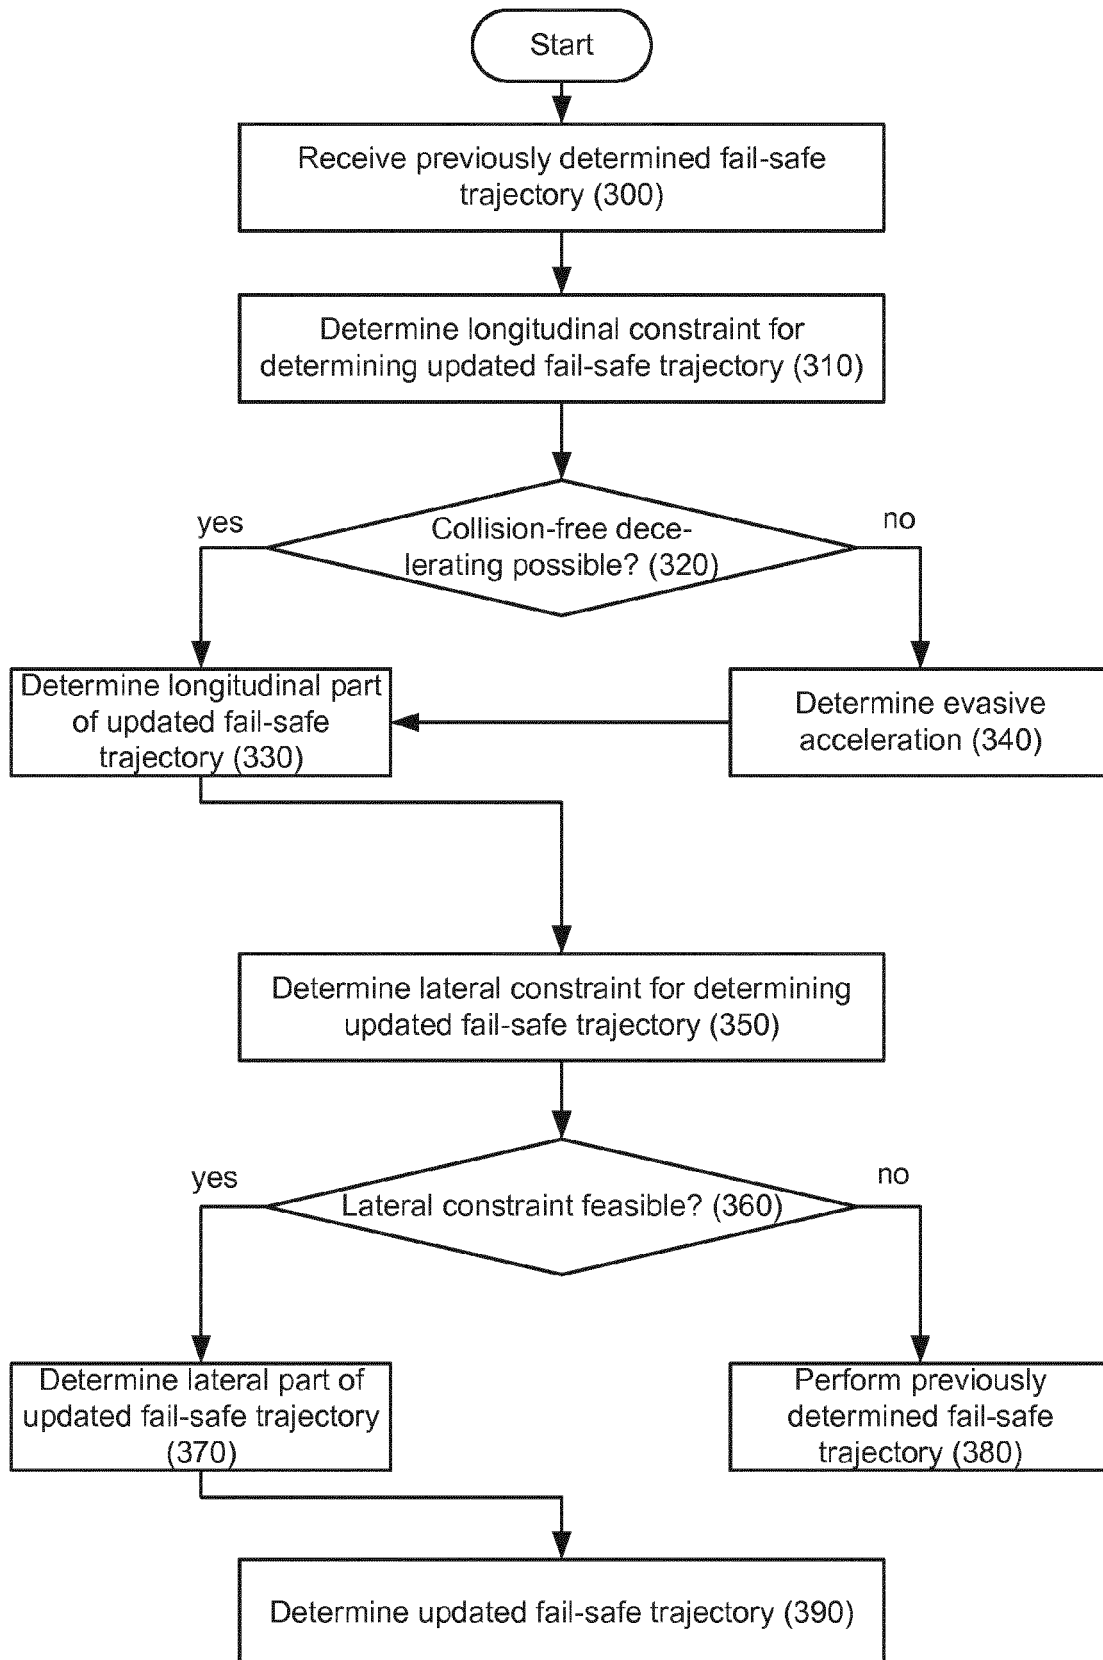 Start
Receive previously determined fail-safe
trajectory (300)
Determine longitudinal constraint for
determining updated fail-safe trajectory (310)
yes
Collision-free dece-
lerating possible? (320)
no
Determine longitudinal part
of updated fail-safe
trajectory (330)
Determine evasive
acceleration (340)
Determine lateral constraint for determining
updated fail-safe trajectory (350)
yes
Lateral constraint feasible? (360)
no
Determine lateral part of
updated fail-safe trajectory
(370)
Perform previously
determined fail-safe
trajectory (380)
Determine updated fail-safe trajectory (390)